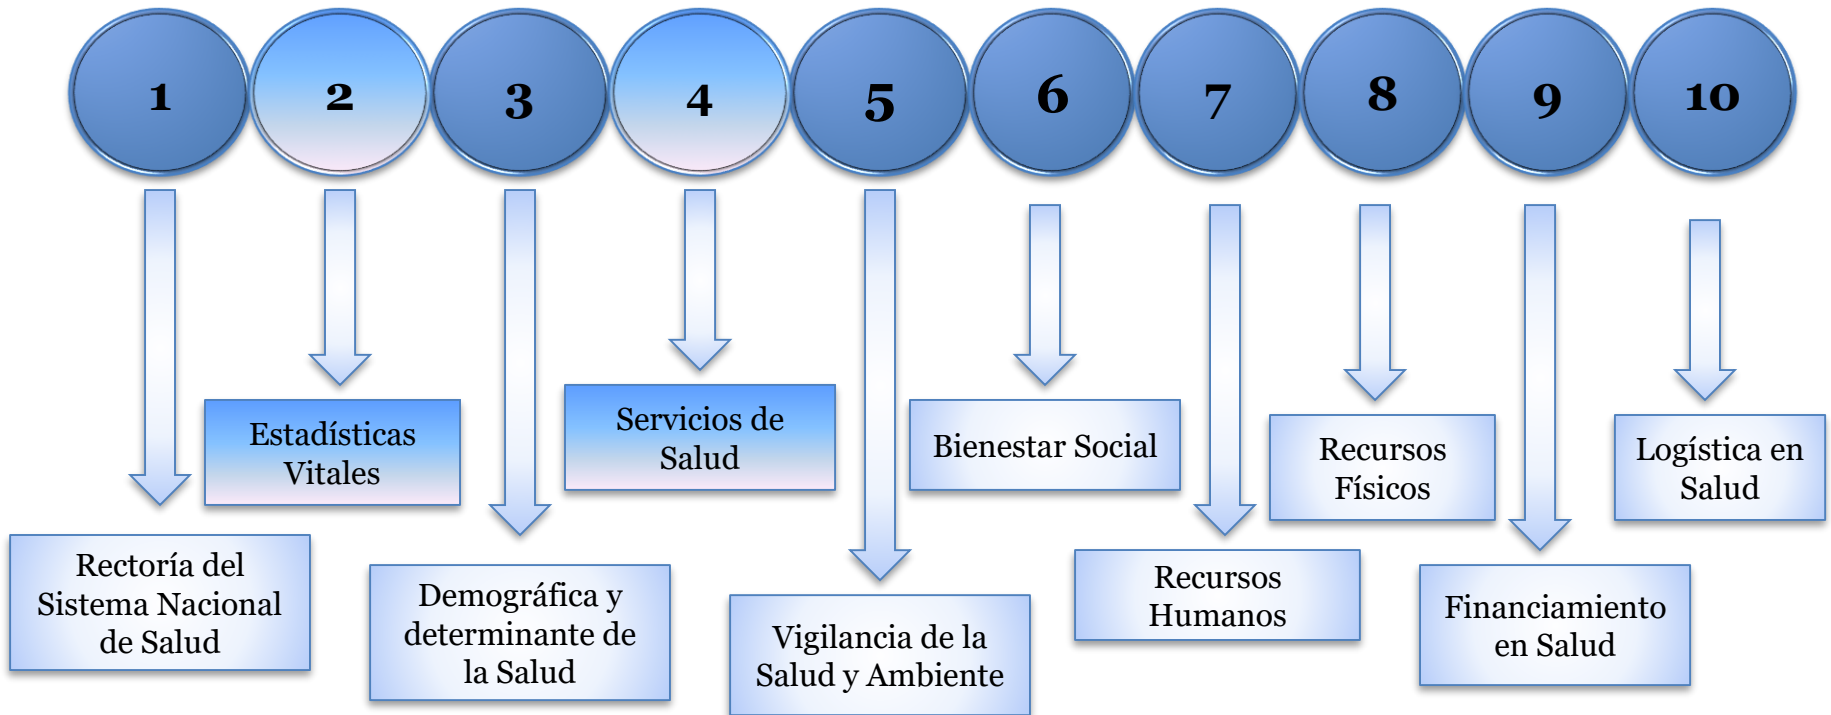 1
2
3
4
5
6
7
8
9
10
Rectoría del
Sistema Nacional
de Salud
Estadísticas
Vitales
Demográfica y
determinante de
la Salud
Servicios de
Salud
Vigilancia de la
Salud y Ambiente
Bienestar Social
Recursos
Humanos
Recursos
Físicos
Financiamiento
en Salud
Logística en
Salud